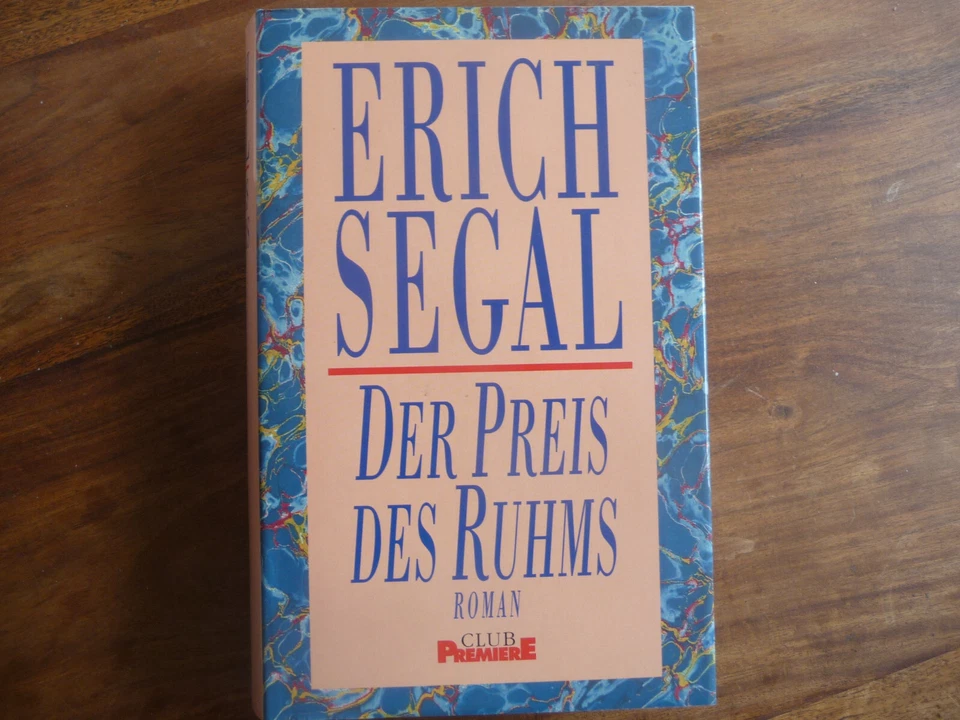 ERICH
SEGAL
DER PREIS
DES RUHMS
ROMAN
CLUB
PREMIERE